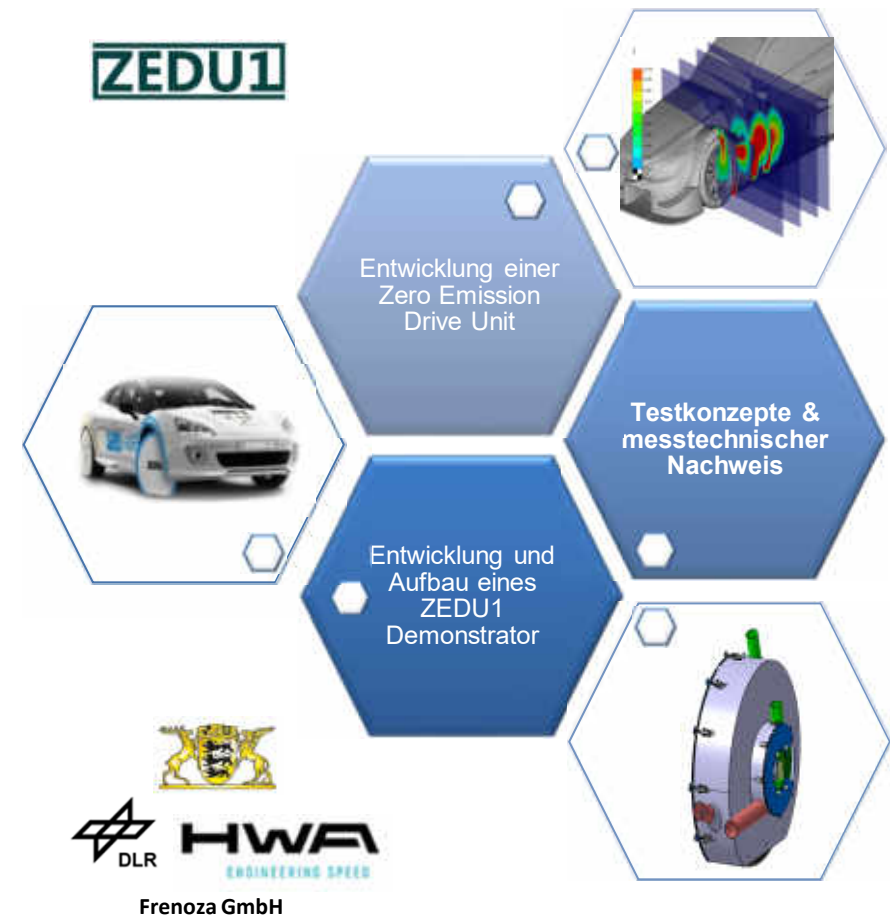 ZEDU1
Entwicklung einer
Zero Emission
Drive Unit
Testkonzepte &
messtechnischer
Nachweis
Entwicklung und
Aufbau eines
ZEDU1
Demonstrator
DLR
HWA
ENGINEERING SPEED
Frenoza GmbH